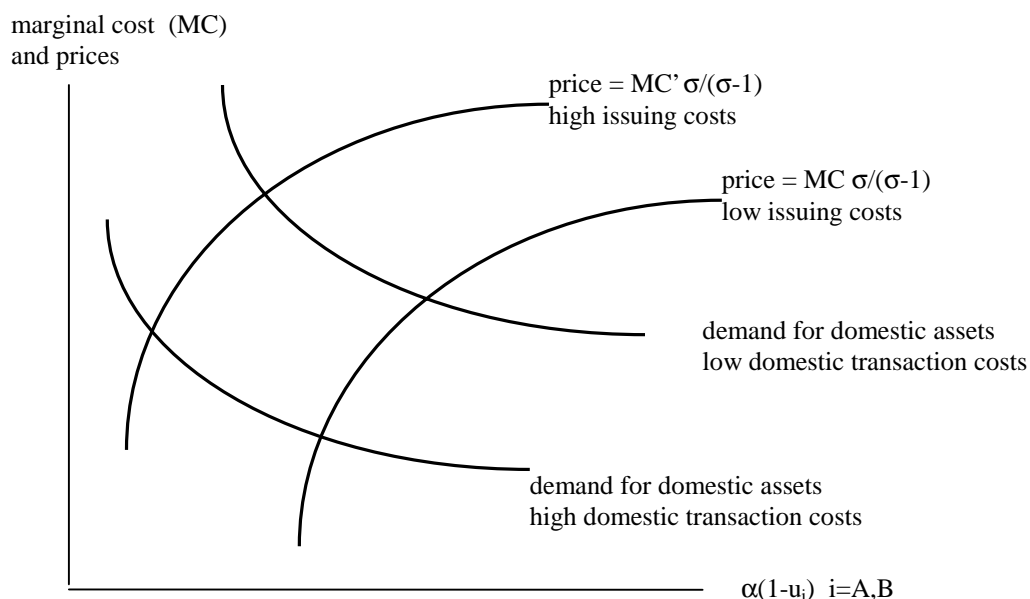 marginal cost (MC)
and prices
price = MC’ σ/(σ-1)
high issuing costs
price = MC σ/(σ-1)
low issuing costs
demand for domestic assets
low domestic transaction costs
demand for domestic assets
high domestic transaction costs
α(1-uᵢ) i=A,B